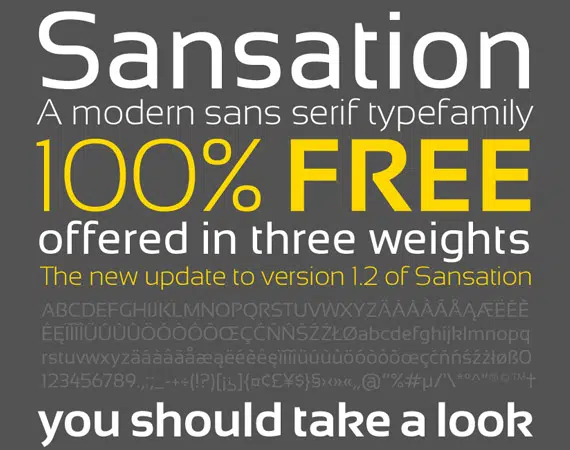 Sansation
A modern sans serif typefamily
100% FREE
offered in three weights
The new update to version 1.2 of Sansation
ABCDEFGHIJKLMNOPQRSTUVWXYZ
abcdefghijklmnopq
rstuvwxyz
123456789
you should take a look